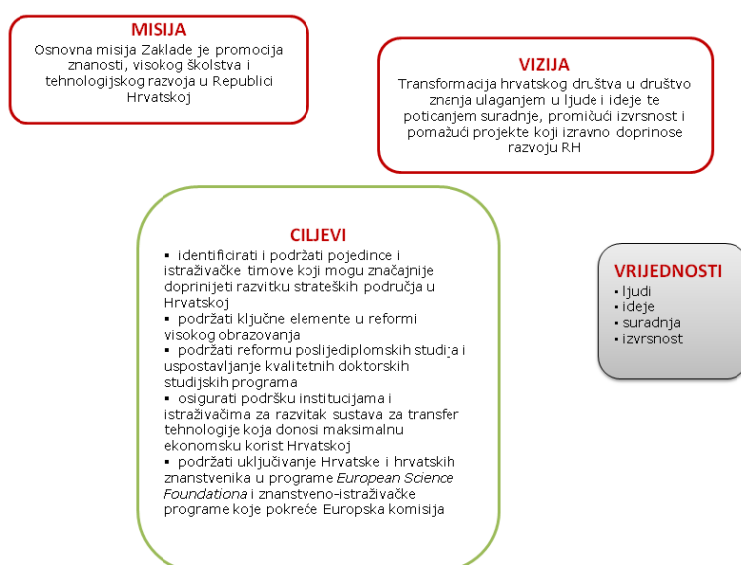 MISIJA
Osnovna misija Zaklade je promocija
znanosti, visokog školstva i
tehnologijskog razvoja u Republici
Hrvatskoj
VIZIJA
Transformacija hrvatskog društva u društvo
znanja ulaganjem u ljude i ideje te
poticanjem suradnje, promičući izvrsnost i
pomažući projekte koji izravno doprinose
razvoju RH
CILJEVI
▪ identificirati i podržati pojedince i
istraživačke timove koji mogu značajnije
doprinijeti razvitku strateških područja u
Hrvatskoj
▪ podržati ključne elemente u reformi
visokog obrazovanja
▪ podržati reformu poslijediplomskih studija i
uspostavljanje kvalitetnih doktorskih
studijskih programa
▪ osigurati podršku institucijama i
istraživačima za razvitak sustava za transfer
tehnologije koja donosi maksimalnu
ekonomsku korist Hrvatskoj
▪ podržati uključivanje Hrvatske i hrvatskih
znanstvenika u programe European Science
Foundationa i znanstveno-istraživačke
programe koje pokreće Europska komisija
VRIJEDNOSTI
▪ ljudi
▪ ideje
▪ suradnja
▪ izvrsnost